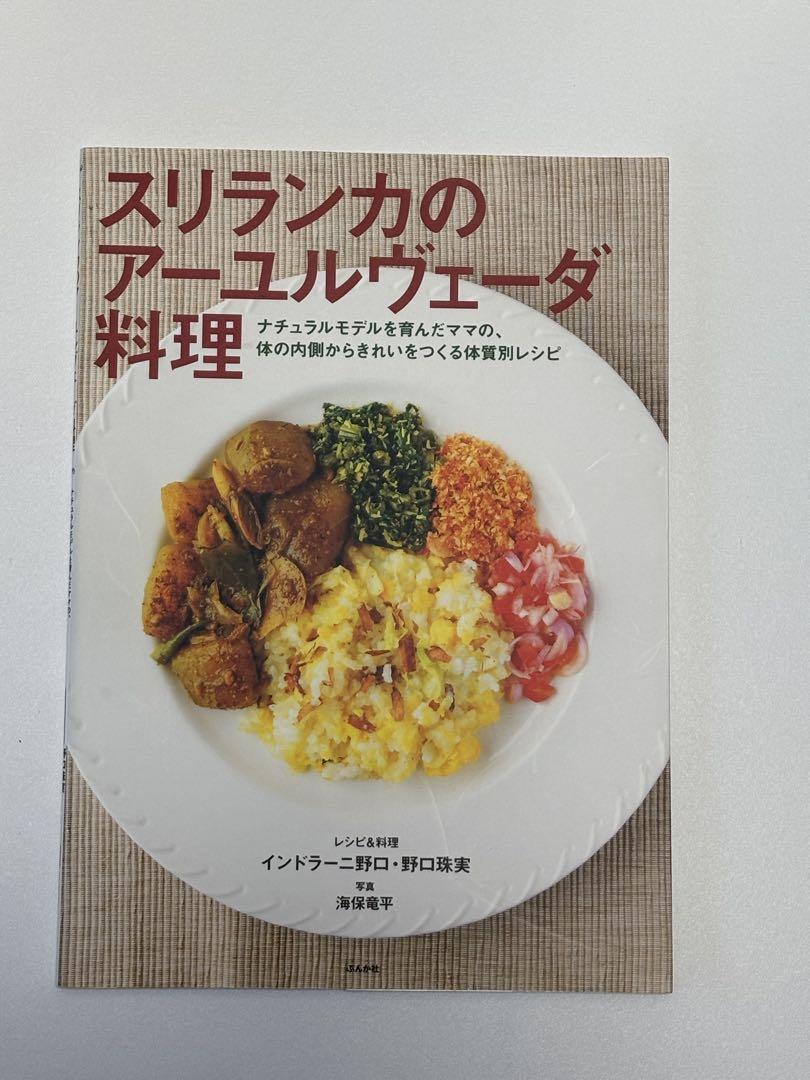 スリランカの
アーユルヴェーダ
料理
ナチュラルモデルを育んだママの、
体の内側からきれいをつくる体質別レシピ
レシピ&料理
インドラーニ野口・野口珠実
写真
海保竜平
ぶんか社